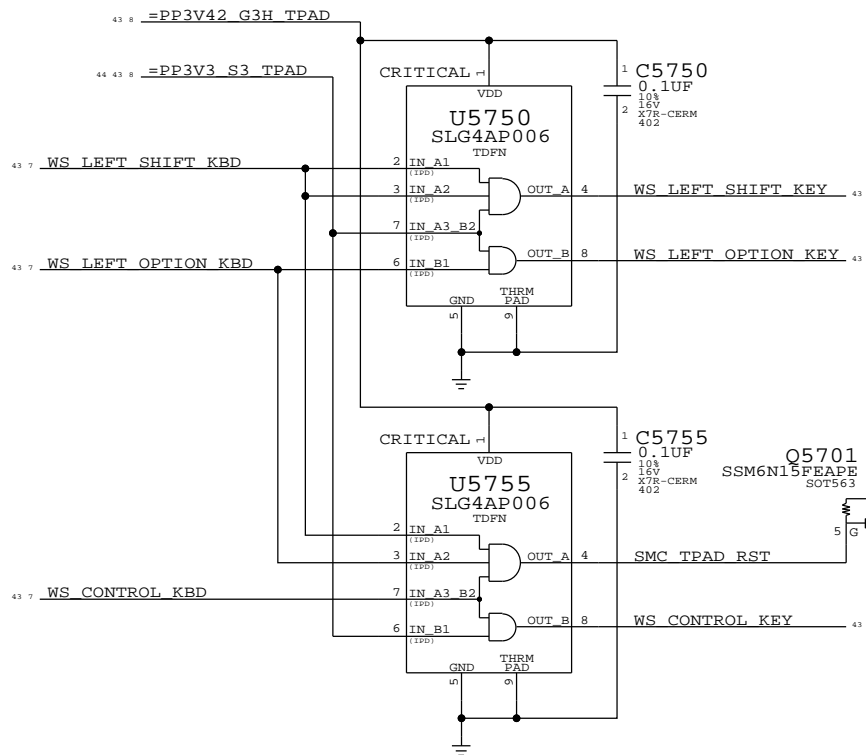 43 8 =PP3V42_G3H_TPAD
44 43 8 =PP3V3_S3_TPAD
CRITICAL 1
VDD
1 C5750
0.1UF
10%
16V
2 X7R-CERM
402
U5750
SLG4AP006
TDFN
43 7 WS_LEFT_SHIFT_KBD 2 IN_A1
(IPD)
3 IN_A2
(IPD)
OUT_A 4 WS_LEFT_SHIFT_KEY 43
7 IN_A3_B2
(IPD)
43 7 WS_LEFT_OPTION_KBD 6 IN_B1
(IPD)
OUT_B 8 WS_LEFT_OPTION_KEY 43
GND
THRM
PAD
5 9
CRITICAL 1
VDD
1 C5755
0.1UF
10%
16V
2 X7R-CERM
402
Q5701
SSM6N15FEAPE
SOT563
5 G
U5755
SLG4AP006
TDFN
2 IN_A1
(IPD)
3 IN_A2
(IPD)
OUT_A 4 SMC_TPAD_RST
43 7 WS_CONTROL_KBD 7 IN_A3_B2
(IPD)
6 IN_B1
(IPD)
OUT_B 8 WS_CONTROL_KEY 43
GND
THRM
PAD
5 9